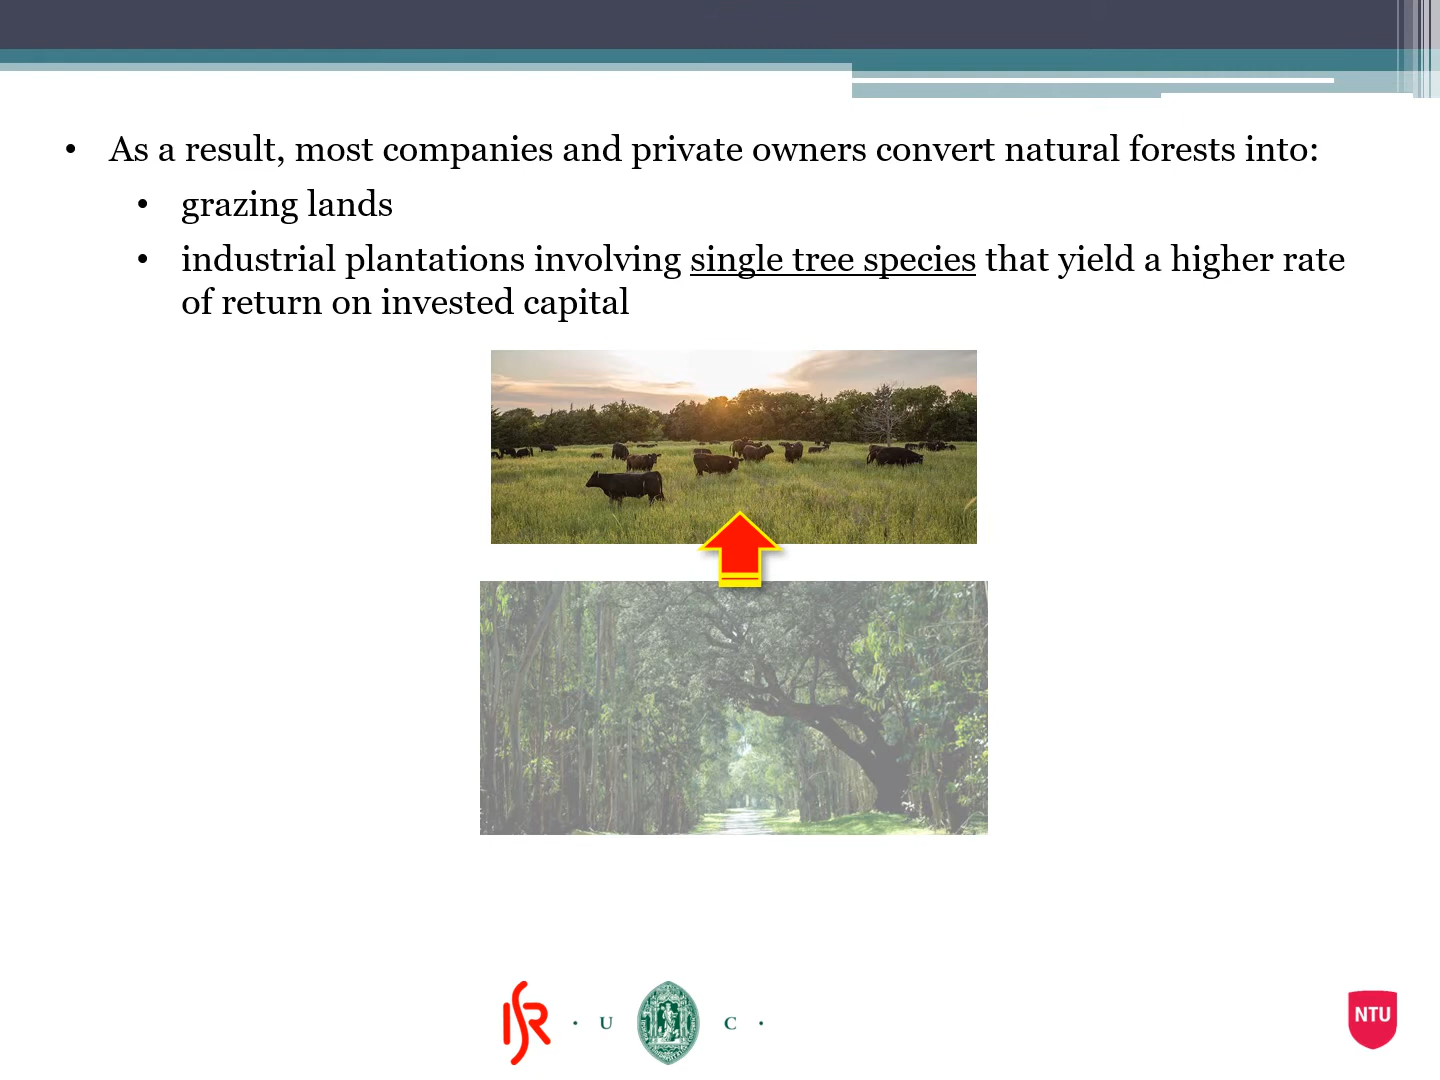 • As a result, most companies and private owners convert natural forests into:
• grazing lands
• industrial plantations involving single tree species that yield a higher rate
of return on invested capital
ISR • U C •
NTU